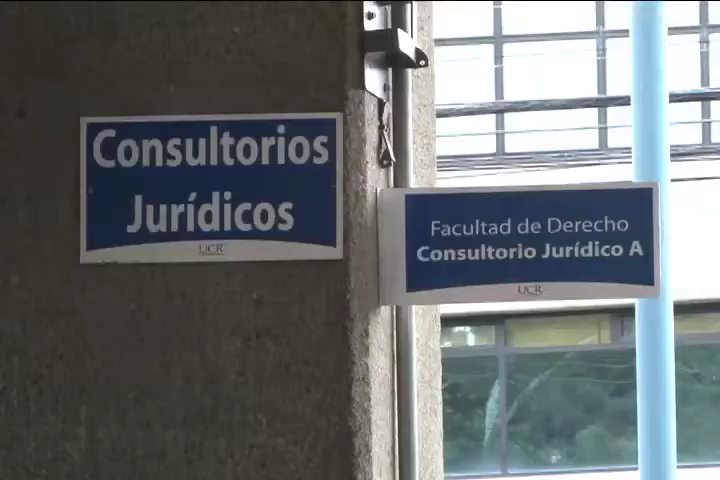 Consultorios
Jurídicos
UCR
Facultad de Derecho
Consultorio Jurídico A
UCR